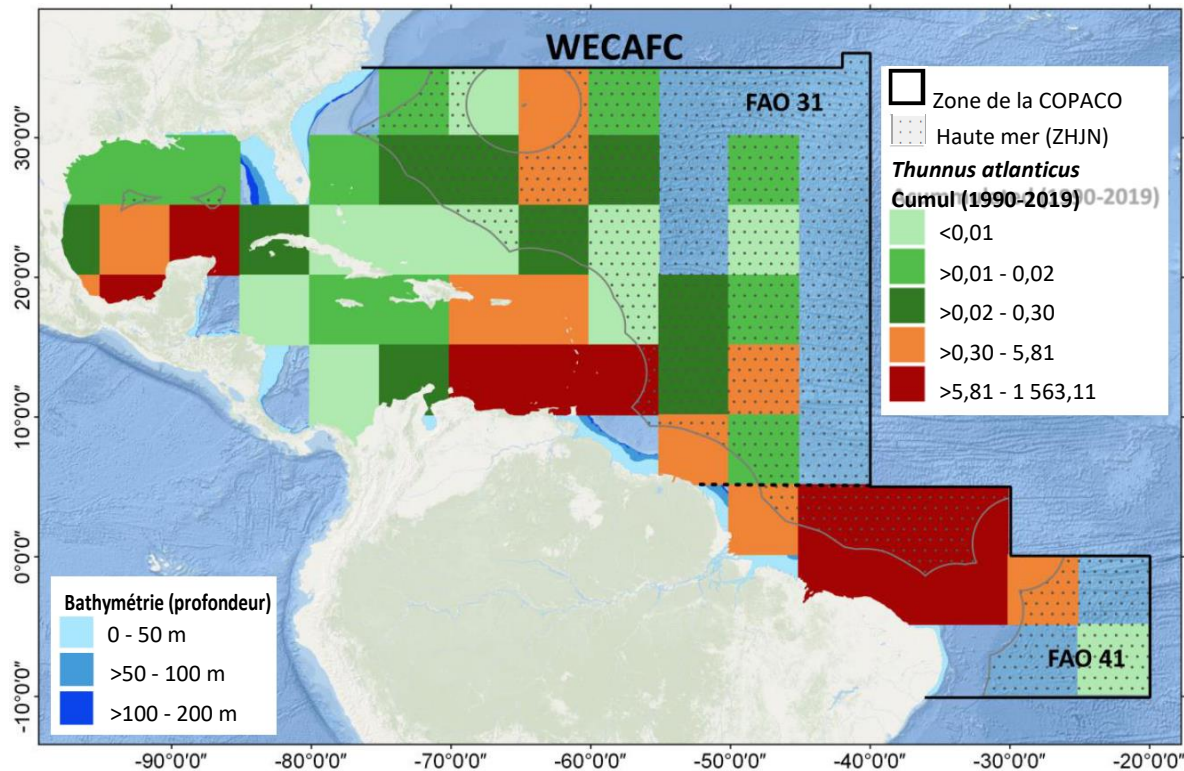 WECAFC
FAO 31
Zone de la COPACO
Haute mer (ZHJN)
Thunnus atlanticus
Cumul (1990-2019)
<0,01
>0,01 - 0,02
>0,02 - 0,30
>0,30 - 5,81
>5,81 - 1 563,11
30°0'0"
20°0'0"
10°0'0"
0°0'0"
-10°0'0"
Bathymétrie (profondeur)
0 - 50 m
>50 - 100 m
>100 - 200 m
FAO 41
-90°0'0" -80°0'0" -70°0'0" -60°0'0" -50°0'0" -40°0'0" -30°0'0" -20°0'0"